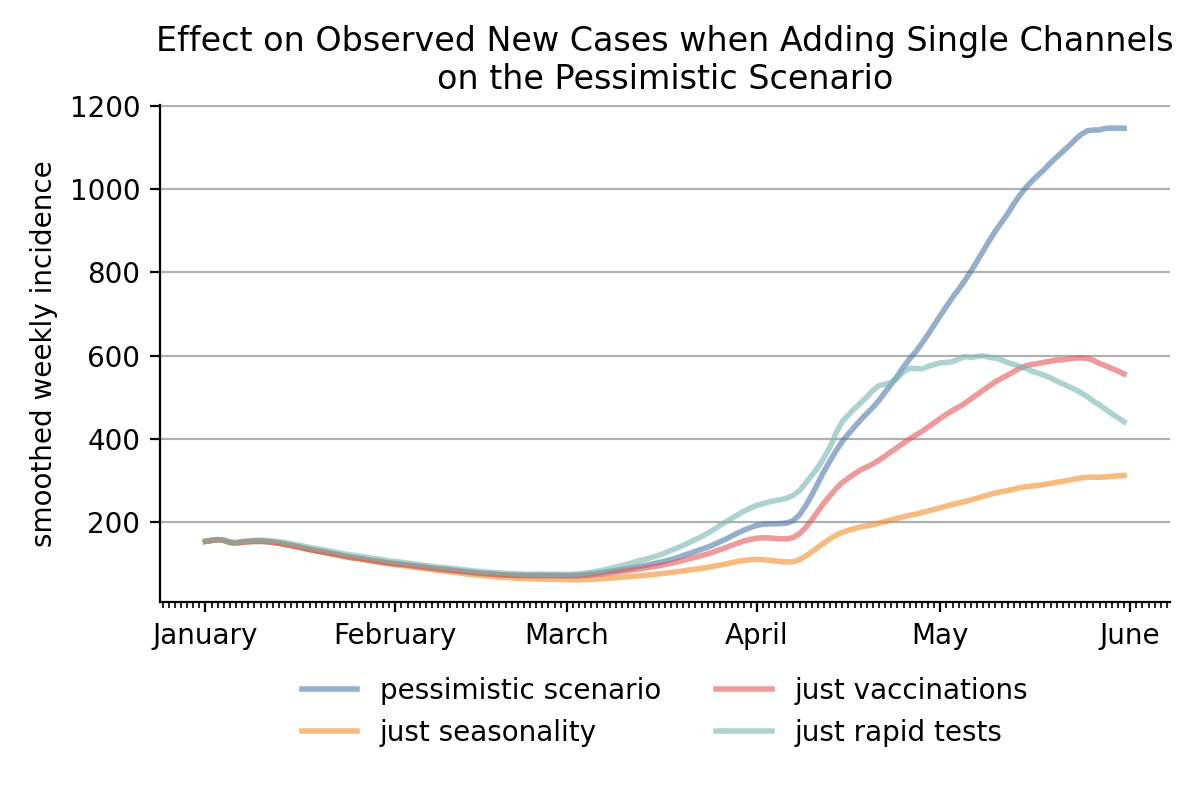 Effect on Observed New Cases when Adding Single Channels
on the Pessimistic Scenario
smoothed weekly incidence
1200
1000
800
600
400
200
January February March April May June
pessimistic scenario just vaccinations
just seasonality just rapid tests